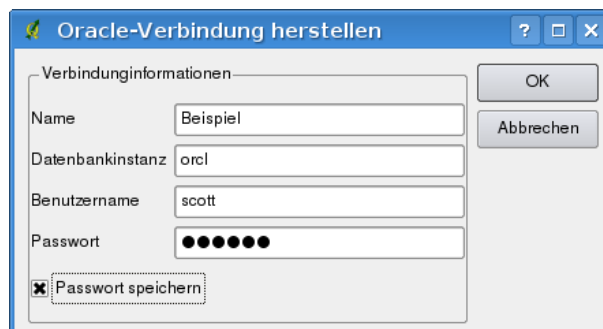 Oracle-Verbindung herstellen
?
Verbindunginformationen
OK
Name
Beispiel
Abbrechen
Datenbankinstanz
orcl
Benutzername
scott
Passwort
●●●●●●
Passwort speichern